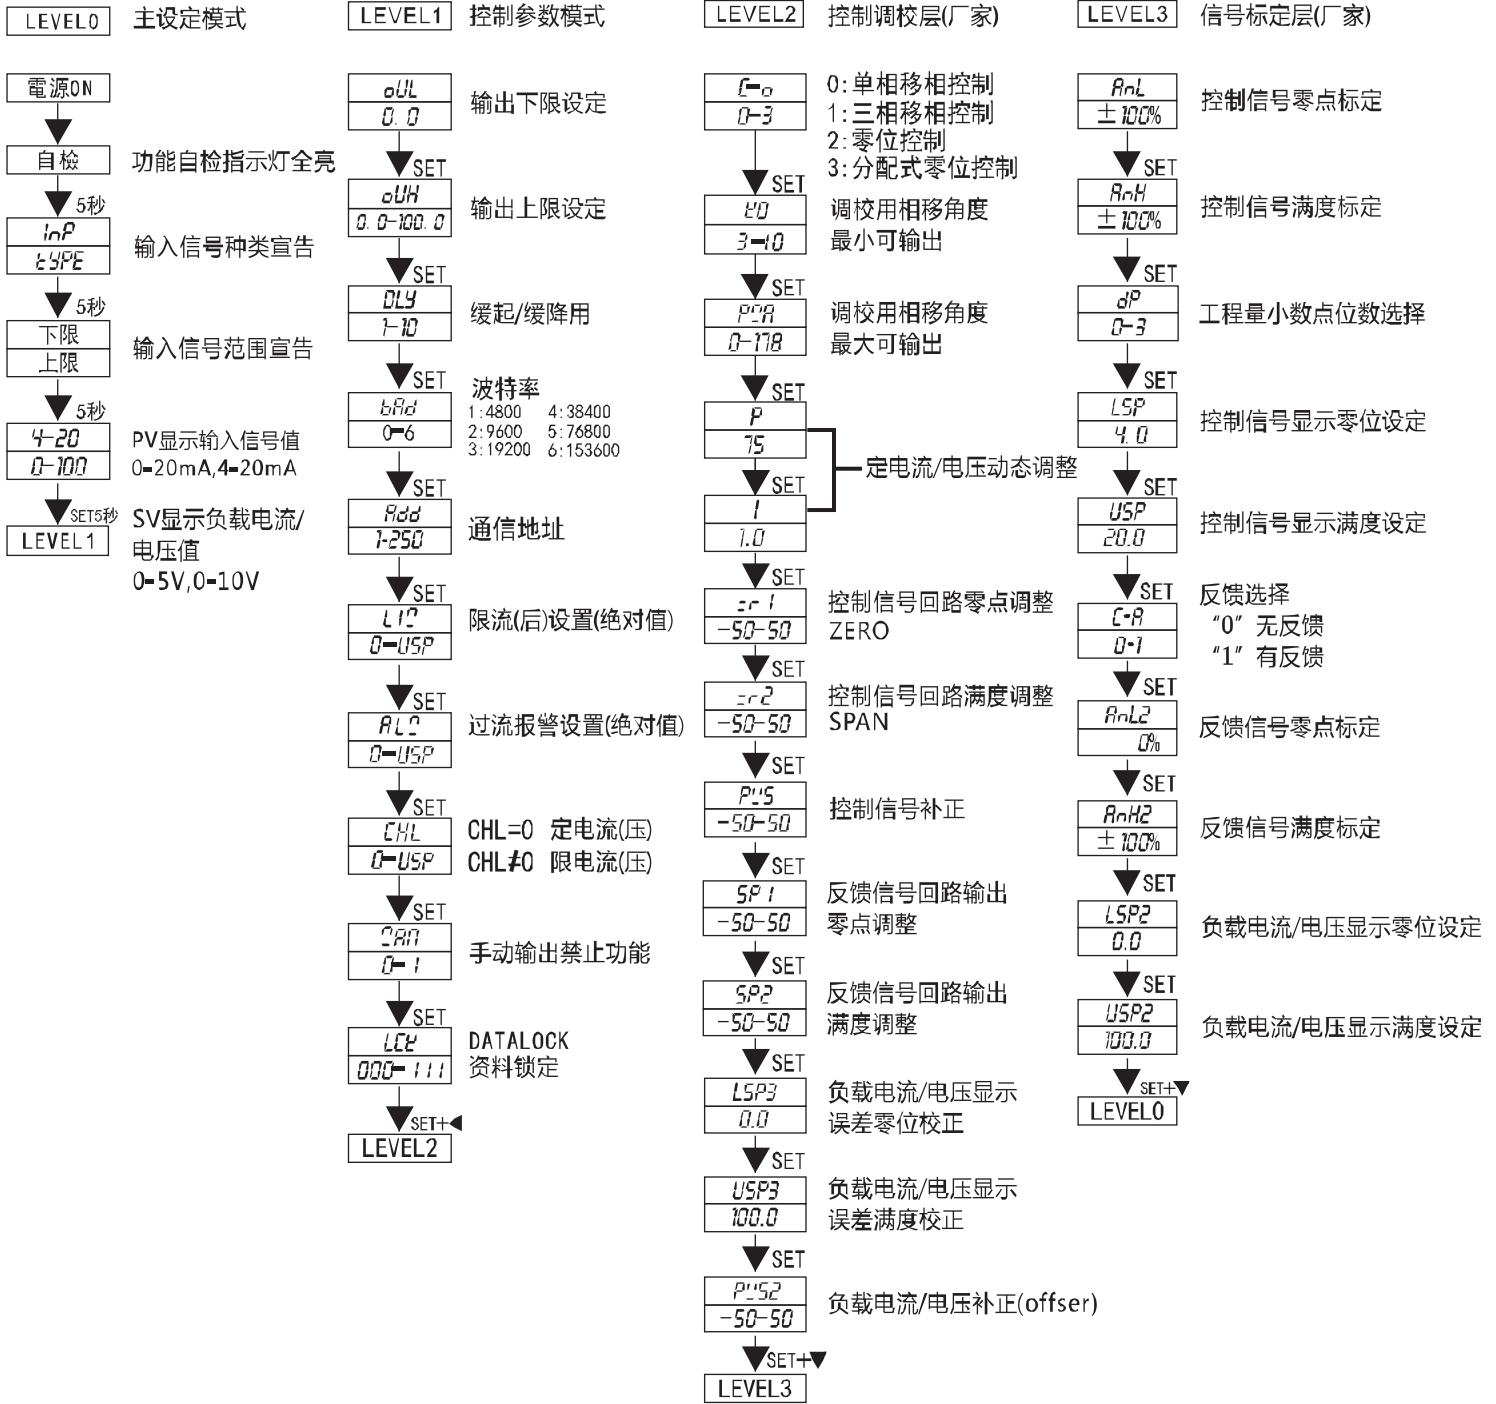 LEVEL0 主设定模式
電源ON
自檢 功能自检指示灯全亮
5秒
InP
tYPE
输入信号种类宣告
5秒
下限
上限
输入信号范围宣告
5秒
4-20
0-100
PV显示输入信号值
0-20mA,4-20mA
SET5秒
LEVEL1
SV显示负载电流/
电压值
0-5V,0-10V
LEVEL1 控制参数模式
oUL
0.0
输出下限设定
SET
oUH
0.0-100.0
输出上限设定
SET
DLY
1-10
缓起/缓降用
SET
bAd
0-6
波特率
1:4800 4:38400
2:9600 5:76800
3:19200 6:153600
SET
Add
1-250
通信地址
SET
0-USP
限流(后)设置(绝对值)
SET
0-USP
过流报警设置(绝对值)
SET
CHL
0-USP
CHL=0 定电流(压)
CHL≠0 限电流(压)
SET
0-1
手动输出禁止功能
SET
000-111
DATALOCK
资料锁定
SET+◀
LEVEL2
LEVEL2 控制调校层(厂家)
C-o
0-3
0:单相移相控制
1:三相移相控制
2:零位控制
3:分配式零位控制
SET
3-10
调校用相移角度
最小可输出
SET
0-178
调校用相移角度
最大可输出
SET
P
75
SET
I
1.0
定电流/电压动态调整
SET
-50-50
控制信号回路零点调整
ZERO
SET
-50-50
控制信号回路满度调整
SPAN
SET
-50-50
控制信号补正
SET
SP1
-50-50
反馈信号回路输出
零点调整
SET
SP2
-50-50
反馈信号回路输出
满度调整
SET
LSP3
0.0
负载电流/电压显示
误差零位校正
SET
USP3
100.0
负载电流/电压显示
误差满度校正
SET
-50-50
负载电流/电压补正(offser)
SET+▼
LEVEL3
LEVEL3 信号标定层(厂家)
AnL
±100%
控制信号零点标定
SET
AnH
±100%
控制信号满度标定
SET
dP
0-3
工程量小数点位数选择
SET
LSP
4.0
控制信号显示零位设定
SET
USP
20.0
控制信号显示满度设定
SET
C-A
0-1
反馈选择
“0” 无反馈
“1” 有反馈
SET
AnL2
0%
反馈信号零点标定
SET
AnH2
±100%
反馈信号满度标定
SET
LSP2
0.0
负载电流/电压显示零位设定
SET
USP2
100.0
负载电流/电压显示满度设定
SET+▼
LEVEL0